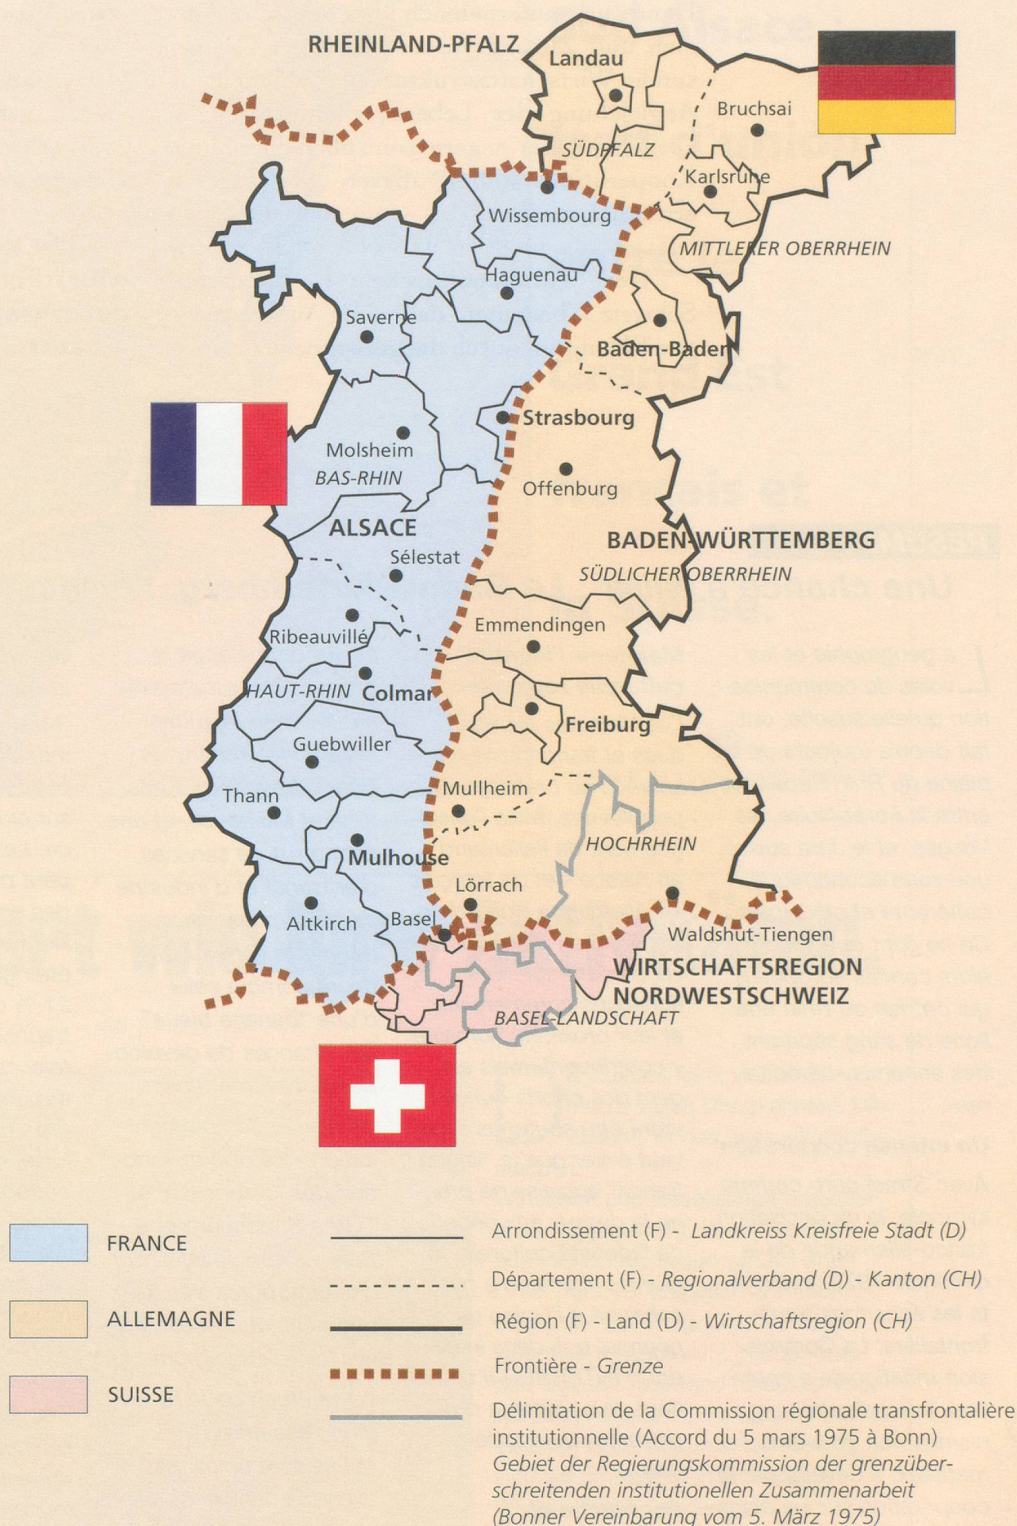 RHEINLAND-PFALZ
Landau
Bruchsai
SÜDPFALZ
Karlsruhe
Wissembourg
MITTLERER OBERRHEIN
Haguenau
Saverne
Baden-Baden
Strasbourg
Molsheim
BAS-RHIN
Offenburg
ALSACE
BADEN-WÜRTTEMBERG
Sélestat
SÜDLICHER OBERRHEIN
Ribeauvillé
Emmendingen
HAUT-RHIN
Colmar
Freiburg
Guebwiller
Thann
Mullheim
Mulhouse
HOCHRHEIN
Lörrach
Altkirch
Basel
Waldshut-Tiengen
WIRTSCHAFTSREGION
NORDWESTSCHWEIZ
BASEL-LANDSCHAFT
FRANCE
ALLEMAGNE
SUISSE
Arrondissement (F) - Landkreiss Kreisfreie Stadt (D)
Département (F) - Regionalverband (D) - Kanton (CH)
Région (F) - Land (D) - Wirtschaftsregion (CH)
Frontière - Grenze
Délimitation de la Commission régionale transfrontalière
institutionnelle (Accord du 5 mars 1975 à Bonn)
Gebiet der Regierungskommission der grenzüber-
schreitenden institutionellen Zusammenarbeit
(Bonner Vereinbarung vom 5. März 1975)